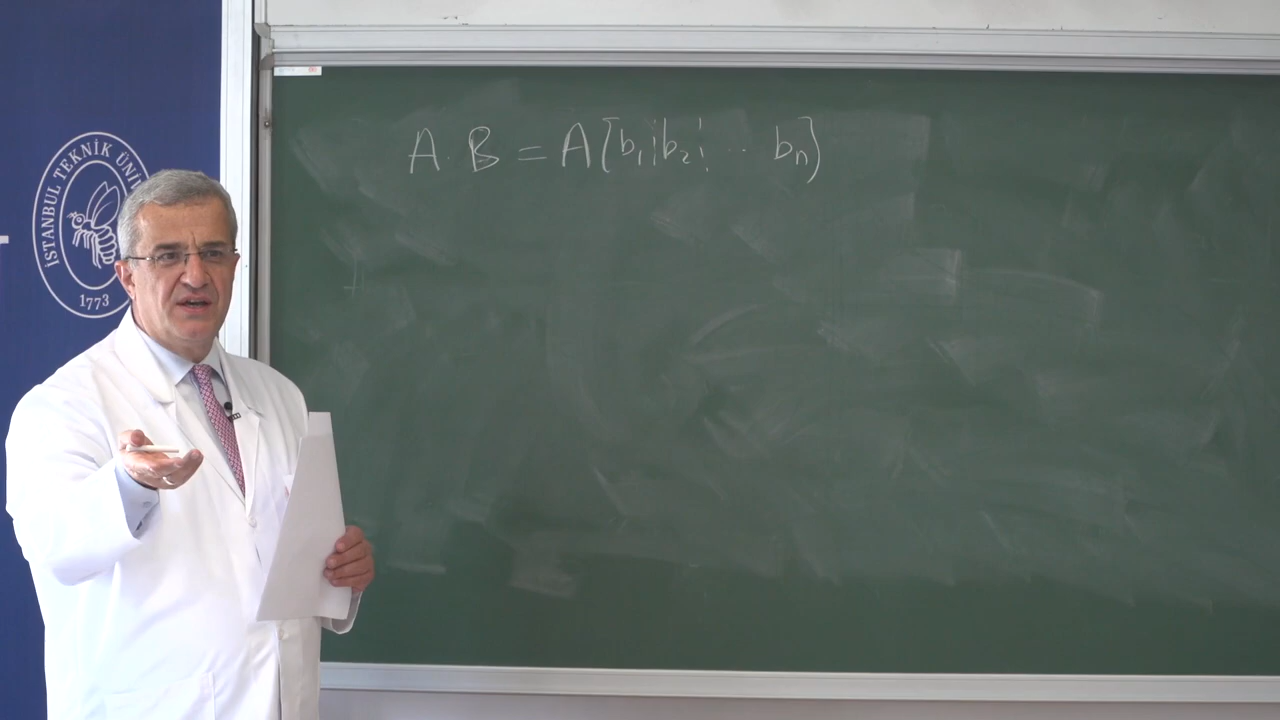 A . B = A [ b₁ ¦ b₂ ¦ . . bₙ ]
İSTANBUL TEKNİK ÜNİV
1773